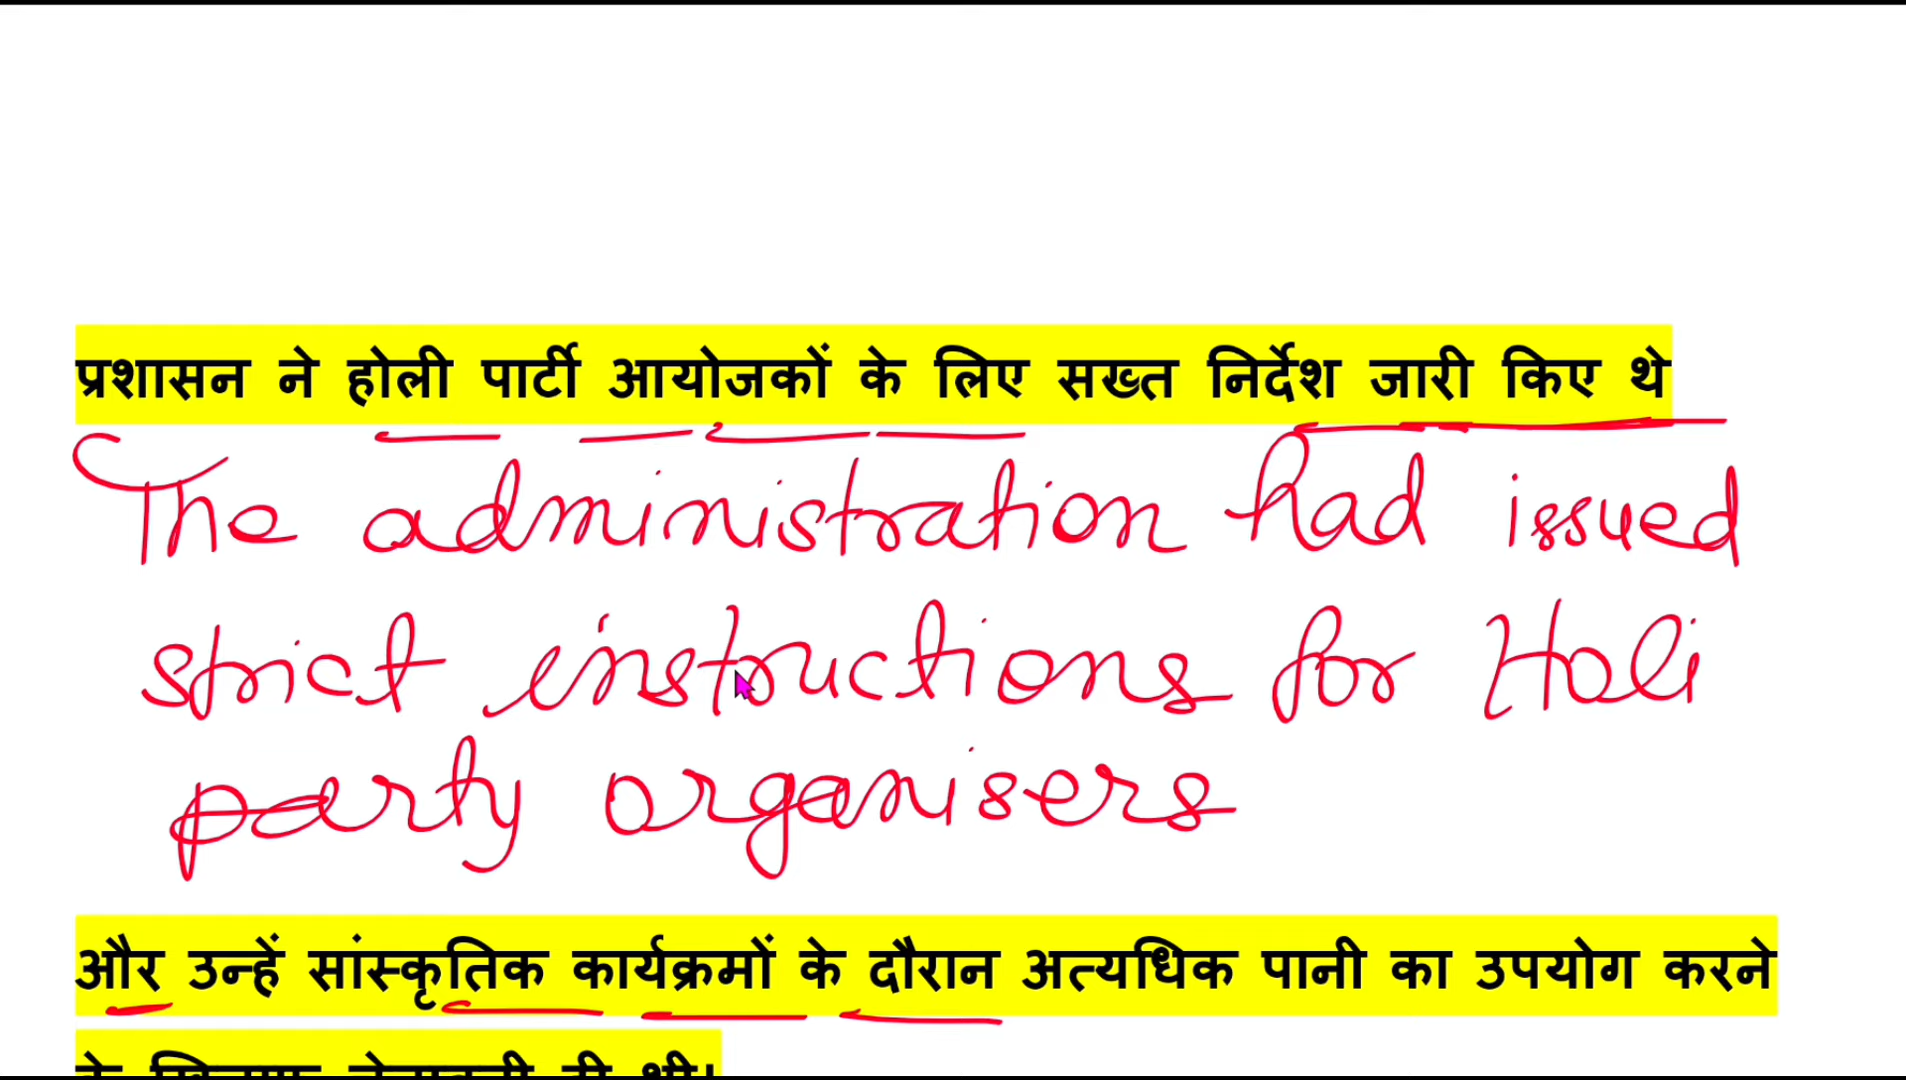 प्रशासन ने होली पार्टी आयोजकों के लिए सख्त निर्देश जारी किए थे
The administration had issued
strict instructions for Holi
party organisers
और उन्हें सांस्कृतिक कार्यक्रमों के दौरान अत्यधिक पानी का उपयोग करने
के खिलाफ चेतावनी दी थी।